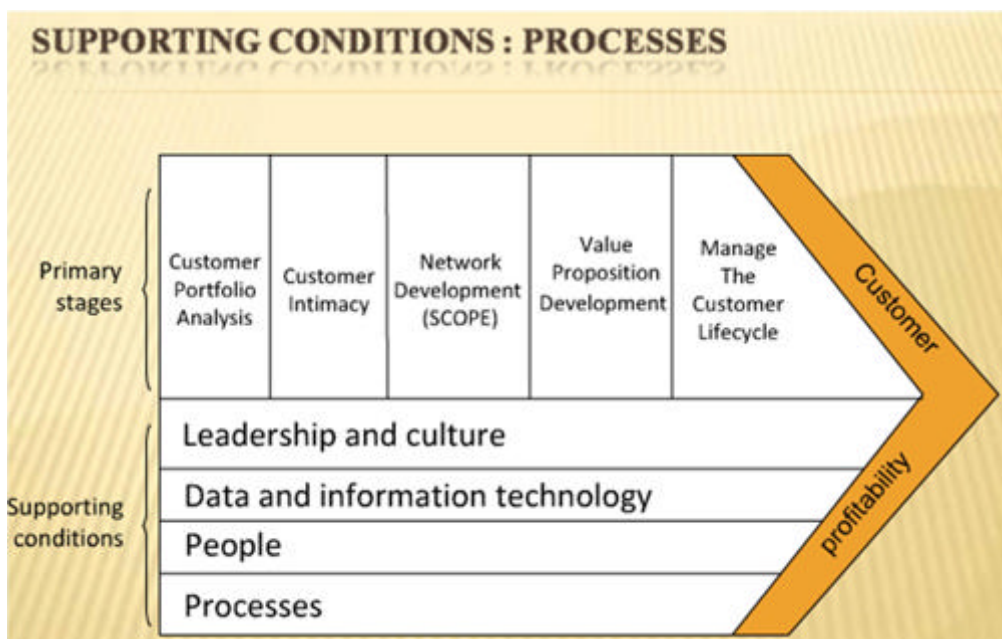 SUPPORTING CONDITIONS : PROCESSES
Primary
stages
Customer
Portfolio
Analysis
Customer
Intimacy
Network
Development
(SCOPE)
Value
Proposition
Development
Manage
The
Customer
Lifecycle
Customer
profitability
Supporting
conditions
Leadership and culture
Data and information technology
People
Processes